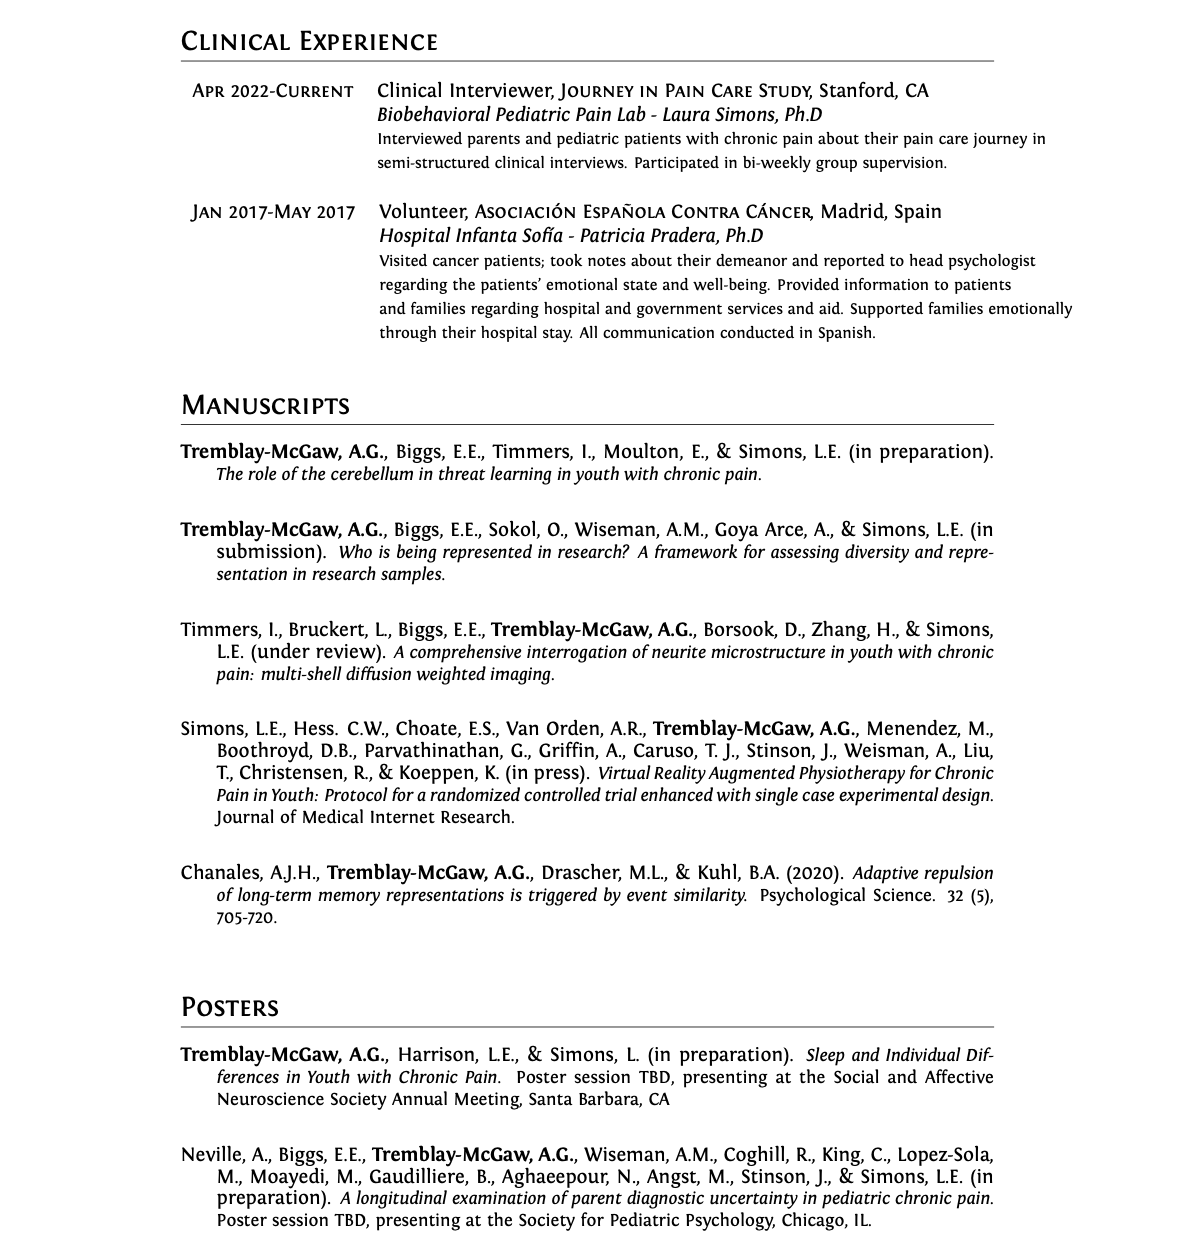 Clinical Experience
Apr 2022-Current Clinical Interviewer, Journey in Pain Care Study, Stanford, CA
Biobehavioral Pediatric Pain Lab - Laura Simons, Ph.D
Interviewed parents and pediatric patients with chronic pain about their pain care journey in
semi-structured clinical interviews. Participated in bi-weekly group supervision.
Jan 2017-May 2017 Volunteer, Asociación Española Contra Cáncer, Madrid, Spain
Hospital Infanta Sofía - Patricia Pradera, Ph.D
Visited cancer patients; took notes about their demeanor and reported to head psychologist
regarding the patients' emotional state and well-being. Provided information to patients
and families regarding hospital and government services and aid. Supported families emotionally
through their hospital stay. All communication conducted in Spanish.
Manuscripts
Tremblay-McGaw, A.G., Biggs, E.E., Timmers, I., Moulton, E., & Simons, L.E. (in preparation).
The role of the cerebellum in threat learning in youth with chronic pain.
Tremblay-McGaw, A.G., Biggs, E.E., Sokol, O., Wiseman, A.M., Goya Arce, A., & Simons, L.E. (in
submission). Who is being represented in research? A framework for assessing diversity and repre-
sentation in research samples.
Timmers, I., Bruckert, L., Biggs, E.E., Tremblay-McGaw, A.G., Borsook, D., Zhang, H., & Simons,
L.E. (under review). A comprehensive interrogation of neurite microstructure in youth with chronic
pain: multi-shell diffusion weighted imaging.
Simons, L.E., Hess. C.W., Choate, E.S., Van Orden, A.R., Tremblay-McGaw, A.G., Menendez, M.,
Boothroyd, D.B., Parvathinathan, G., Griffin, A., Caruso, T. J., Stinson, J., Weisman, A., Liu,
T., Christensen, R., & Koeppen, K. (in press). Virtual Reality Augmented Physiotherapy for Chronic
Pain in Youth: Protocol for a randomized controlled trial enhanced with single case experimental design.
Journal of Medical Internet Research.
Chanales, A.J.H., Tremblay-McGaw, A.G., Drascher, M.L., & Kuhl, B.A. (2020). Adaptive repulsion
of long-term memory representations is triggered by event similarity. Psychological Science. 32 (5),
705-720.
Posters
Tremblay-McGaw, A.G., Harrison, L.E., & Simons, L. (in preparation). Sleep and Individual Dif-
ferences in Youth with Chronic Pain. Poster session TBD, presenting at the Social and Affective
Neuroscience Society Annual Meeting, Santa Barbara, CA
Neville, A., Biggs, E.E., Tremblay-McGaw, A.G., Wiseman, A.M., Coghill, R., King, C., Lopez-Sola,
M., Moayedi, M., Gaudilliere, B., Aghaeepour, N., Angst, M., Stinson, J., & Simons, L.E. (in
preparation). A longitudinal examination of parent diagnostic uncertainty in pediatric chronic pain.
Poster session TBD, presenting at the Society for Pediatric Psychology, Chicago, IL.